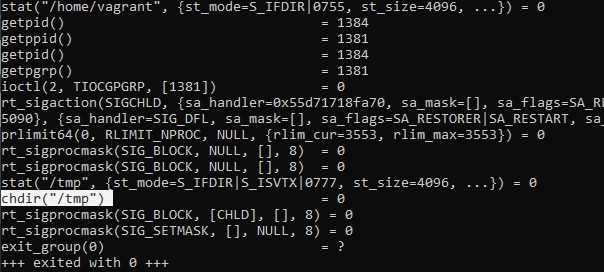 stat("/home/vagrant", {st_mode=S_IFDIR|0755, st_size=4096, ...}) = 0
getpid()                                = 1384
getppid()                               = 1381
getpid()                                = 1384
getpgrp()                               = 1381
ioctl(2, TIOCGPGRP, [1381])             = 0
rt_sigaction(SIGCHLD, {sa_handler=0x55d71718fa70, sa_mask=[], sa_flags=SA_RE
5090}, {sa_handler=SIG_DFL, sa_mask=[], sa_flags=SA_RESTORER|SA_RESTART, sa_
prlimit64(0, RLIMIT_NPROC, NULL, {rlim_cur=3553, rlim_max=3553}) = 0
rt_sigprocmask(SIG_BLOCK, NULL, [], 8)  = 0
rt_sigprocmask(SIG_BLOCK, NULL, [], 8)  = 0
stat("/tmp", {st_mode=S_IFDIR|S_ISVTX|0777, st_size=4096, ...}) = 0
chdir("/tmp")                           = 0
rt_sigprocmask(SIG_BLOCK, [CHLD], [], 8) = 0
rt_sigprocmask(SIG_SETMASK, [], NULL, 8) = 0
exit_group(0)                           = ?
+++ exited with 0 +++